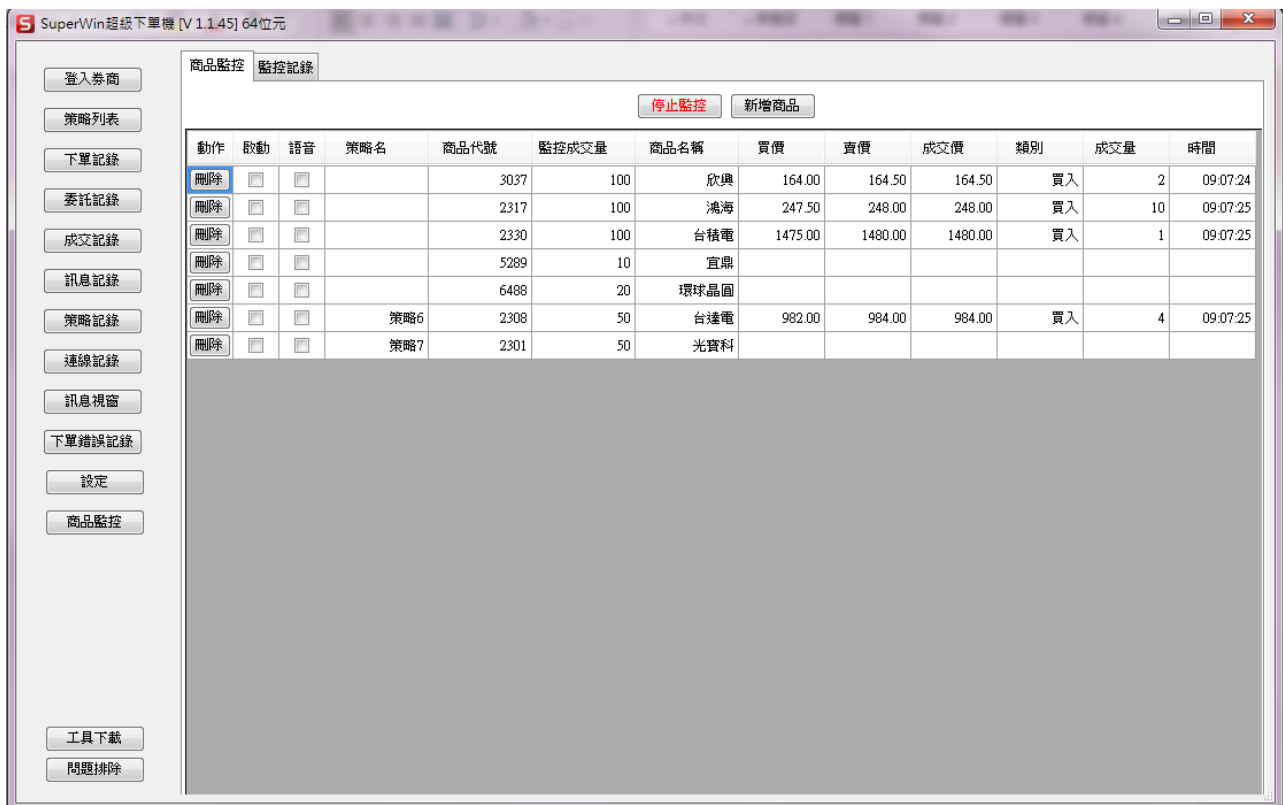 SuperWin超級下單機 [V 1.1.45] 64位元
登入券商
策略列表
下單記錄
委託記錄
成交記錄
訊息記錄
策略記錄
連線記錄
訊息視窗
下單錯誤記錄
設定
商品監控
工具下載
問題排除
商品監控 監控記錄
停止監控 新增商品
動作 啟動 語音 策略名 商品代號 監控成交量 商品名稱 買價 賣價 成交價 類別 成交量 時間
刪除 3037 100 欣興 164.00 164.50 164.50 買入 2 09:07:24
刪除 2317 100 鴻海 247.50 248.00 248.00 買入 10 09:07:25
刪除 2330 100 台積電 1475.00 1480.00 1480.00 買入 1 09:07:25
刪除 5289 10 宜鼎
刪除 6488 20 環球晶圓
刪除 策略6 2308 50 台達電 982.00 984.00 984.00 買入 4 09:07:25
刪除 策略7 2301 50 光寶科